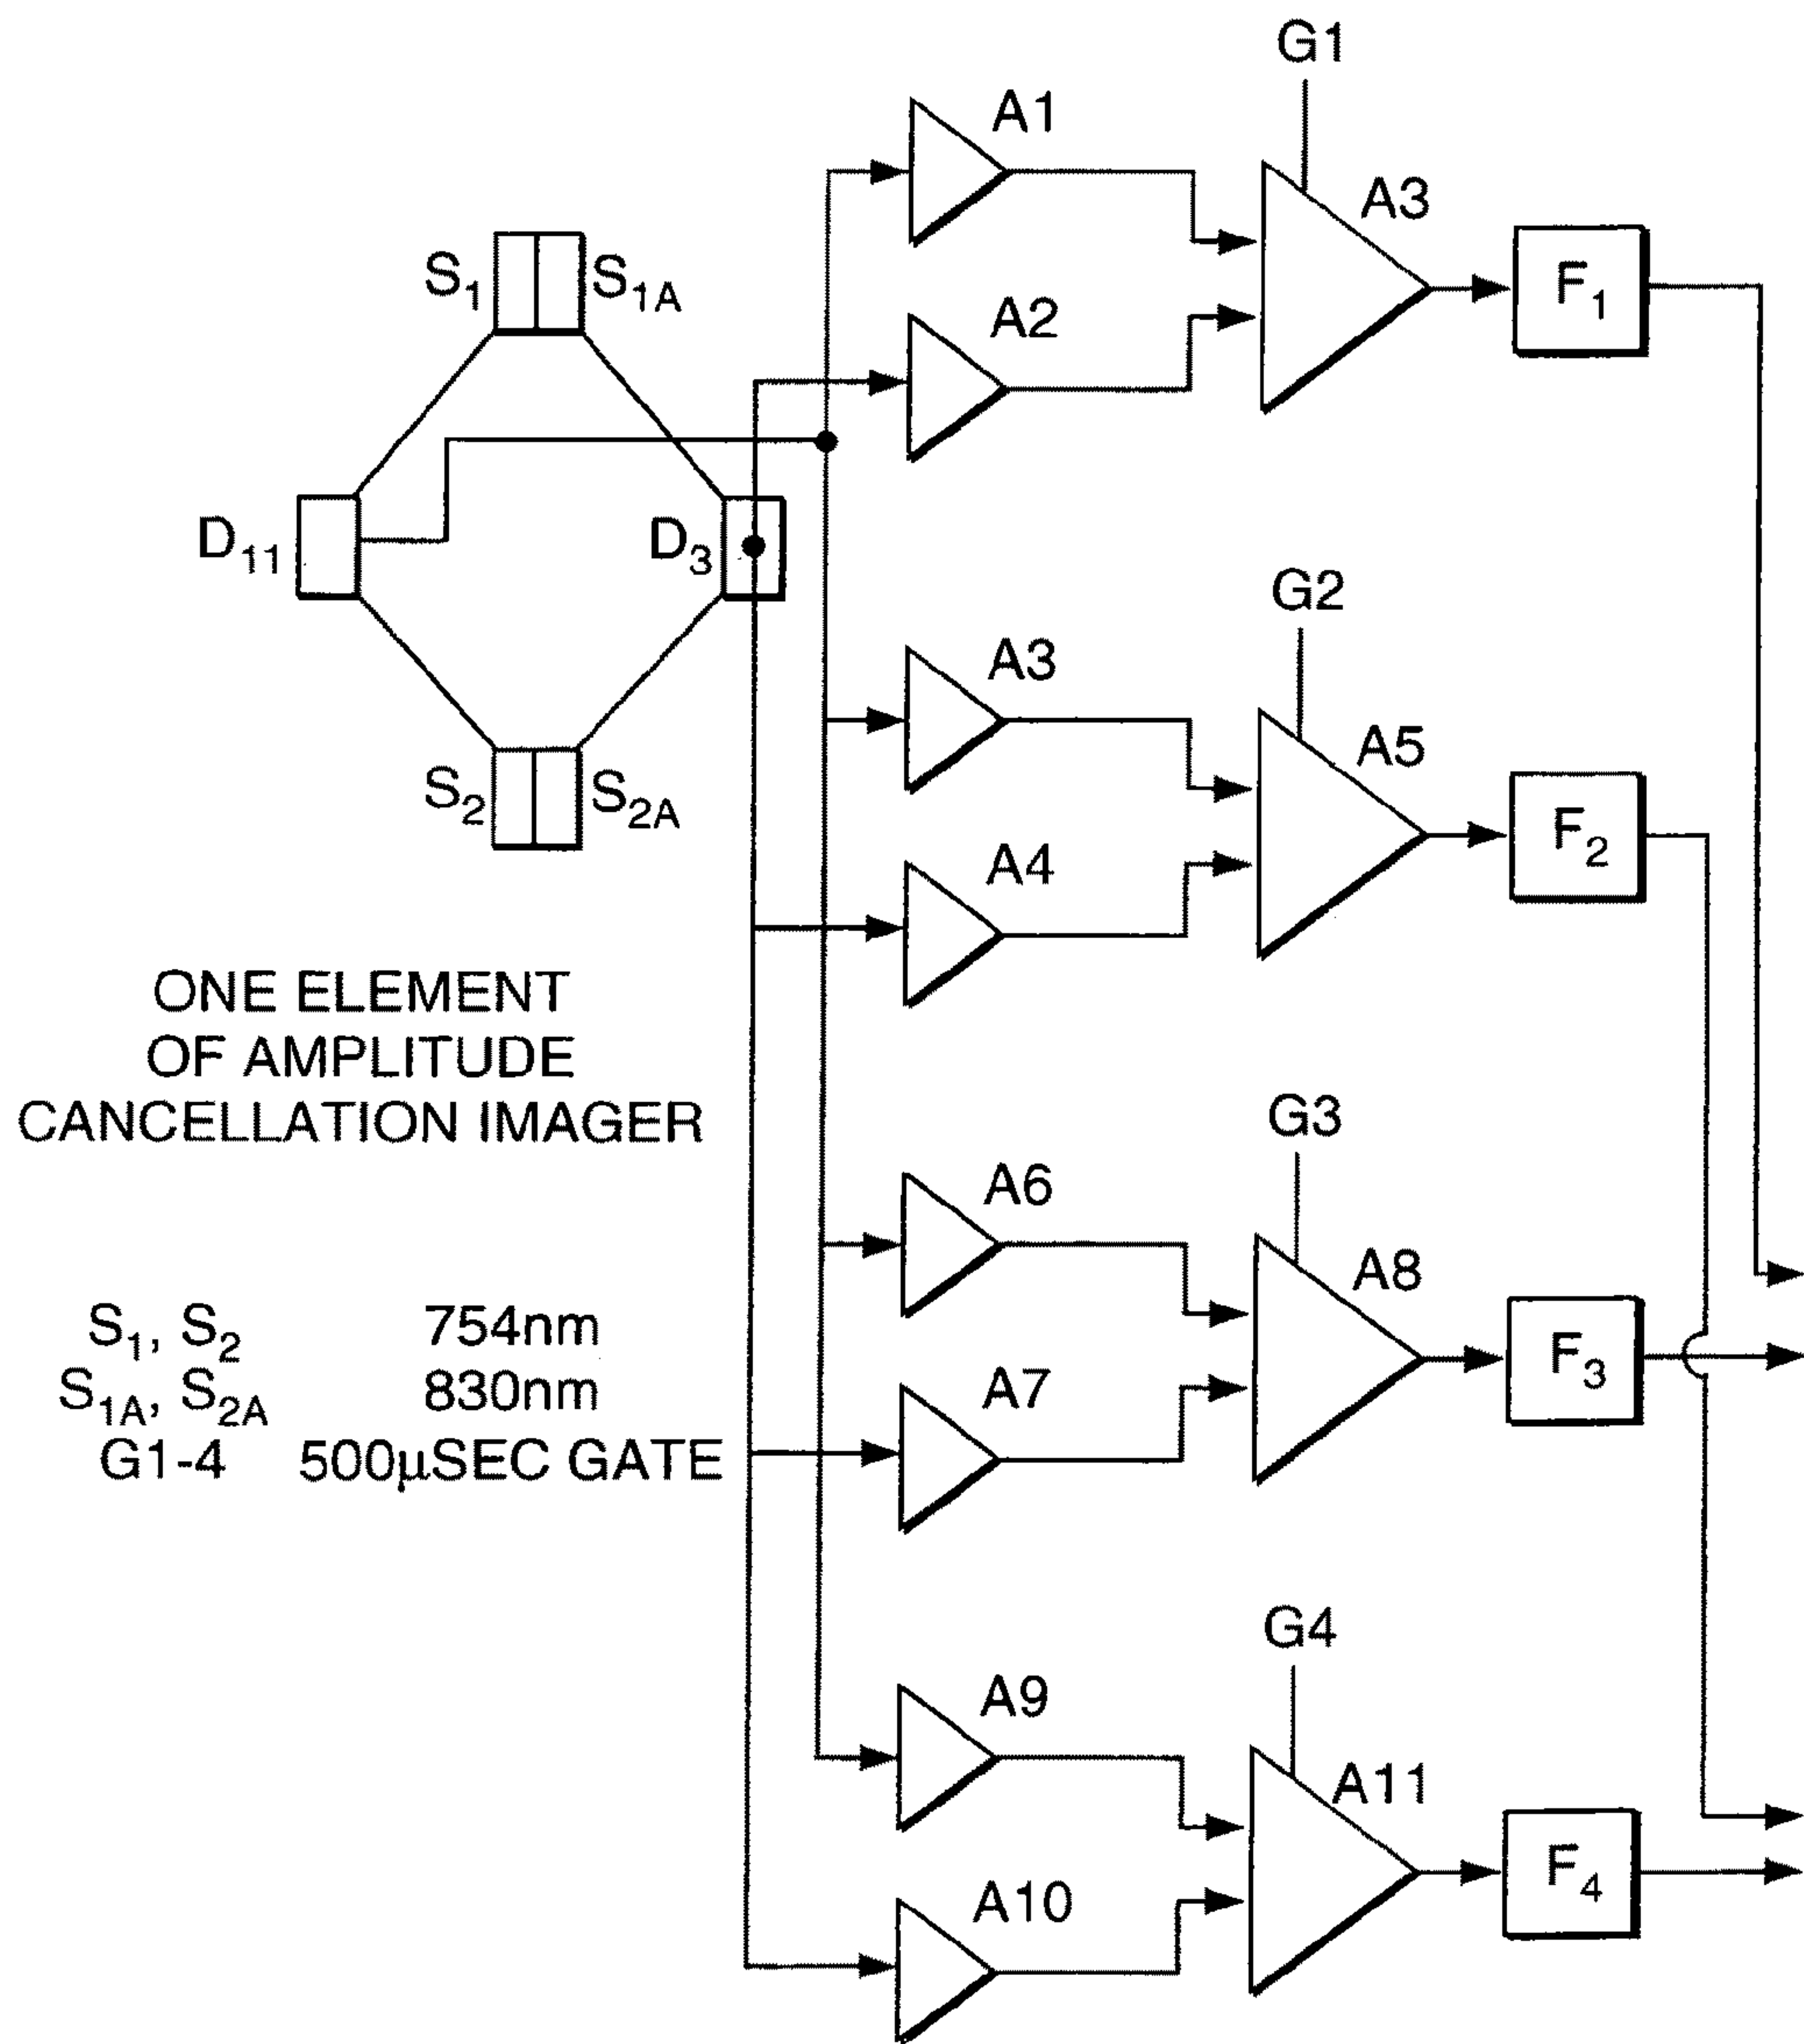 G1
A1
A3
S1 S1A
F1
A2
D11 D3
G2
A3
A5
S2 S2A
F2
A4
ONE ELEMENT
OF AMPLITUDE
CANCELLATION IMAGER
G3
A6
A8
S1, S2 754nm
F3
S1A, S2A 830nm
A7
G1-4 500μSEC GATE
G4
A9
A11
F4
A10